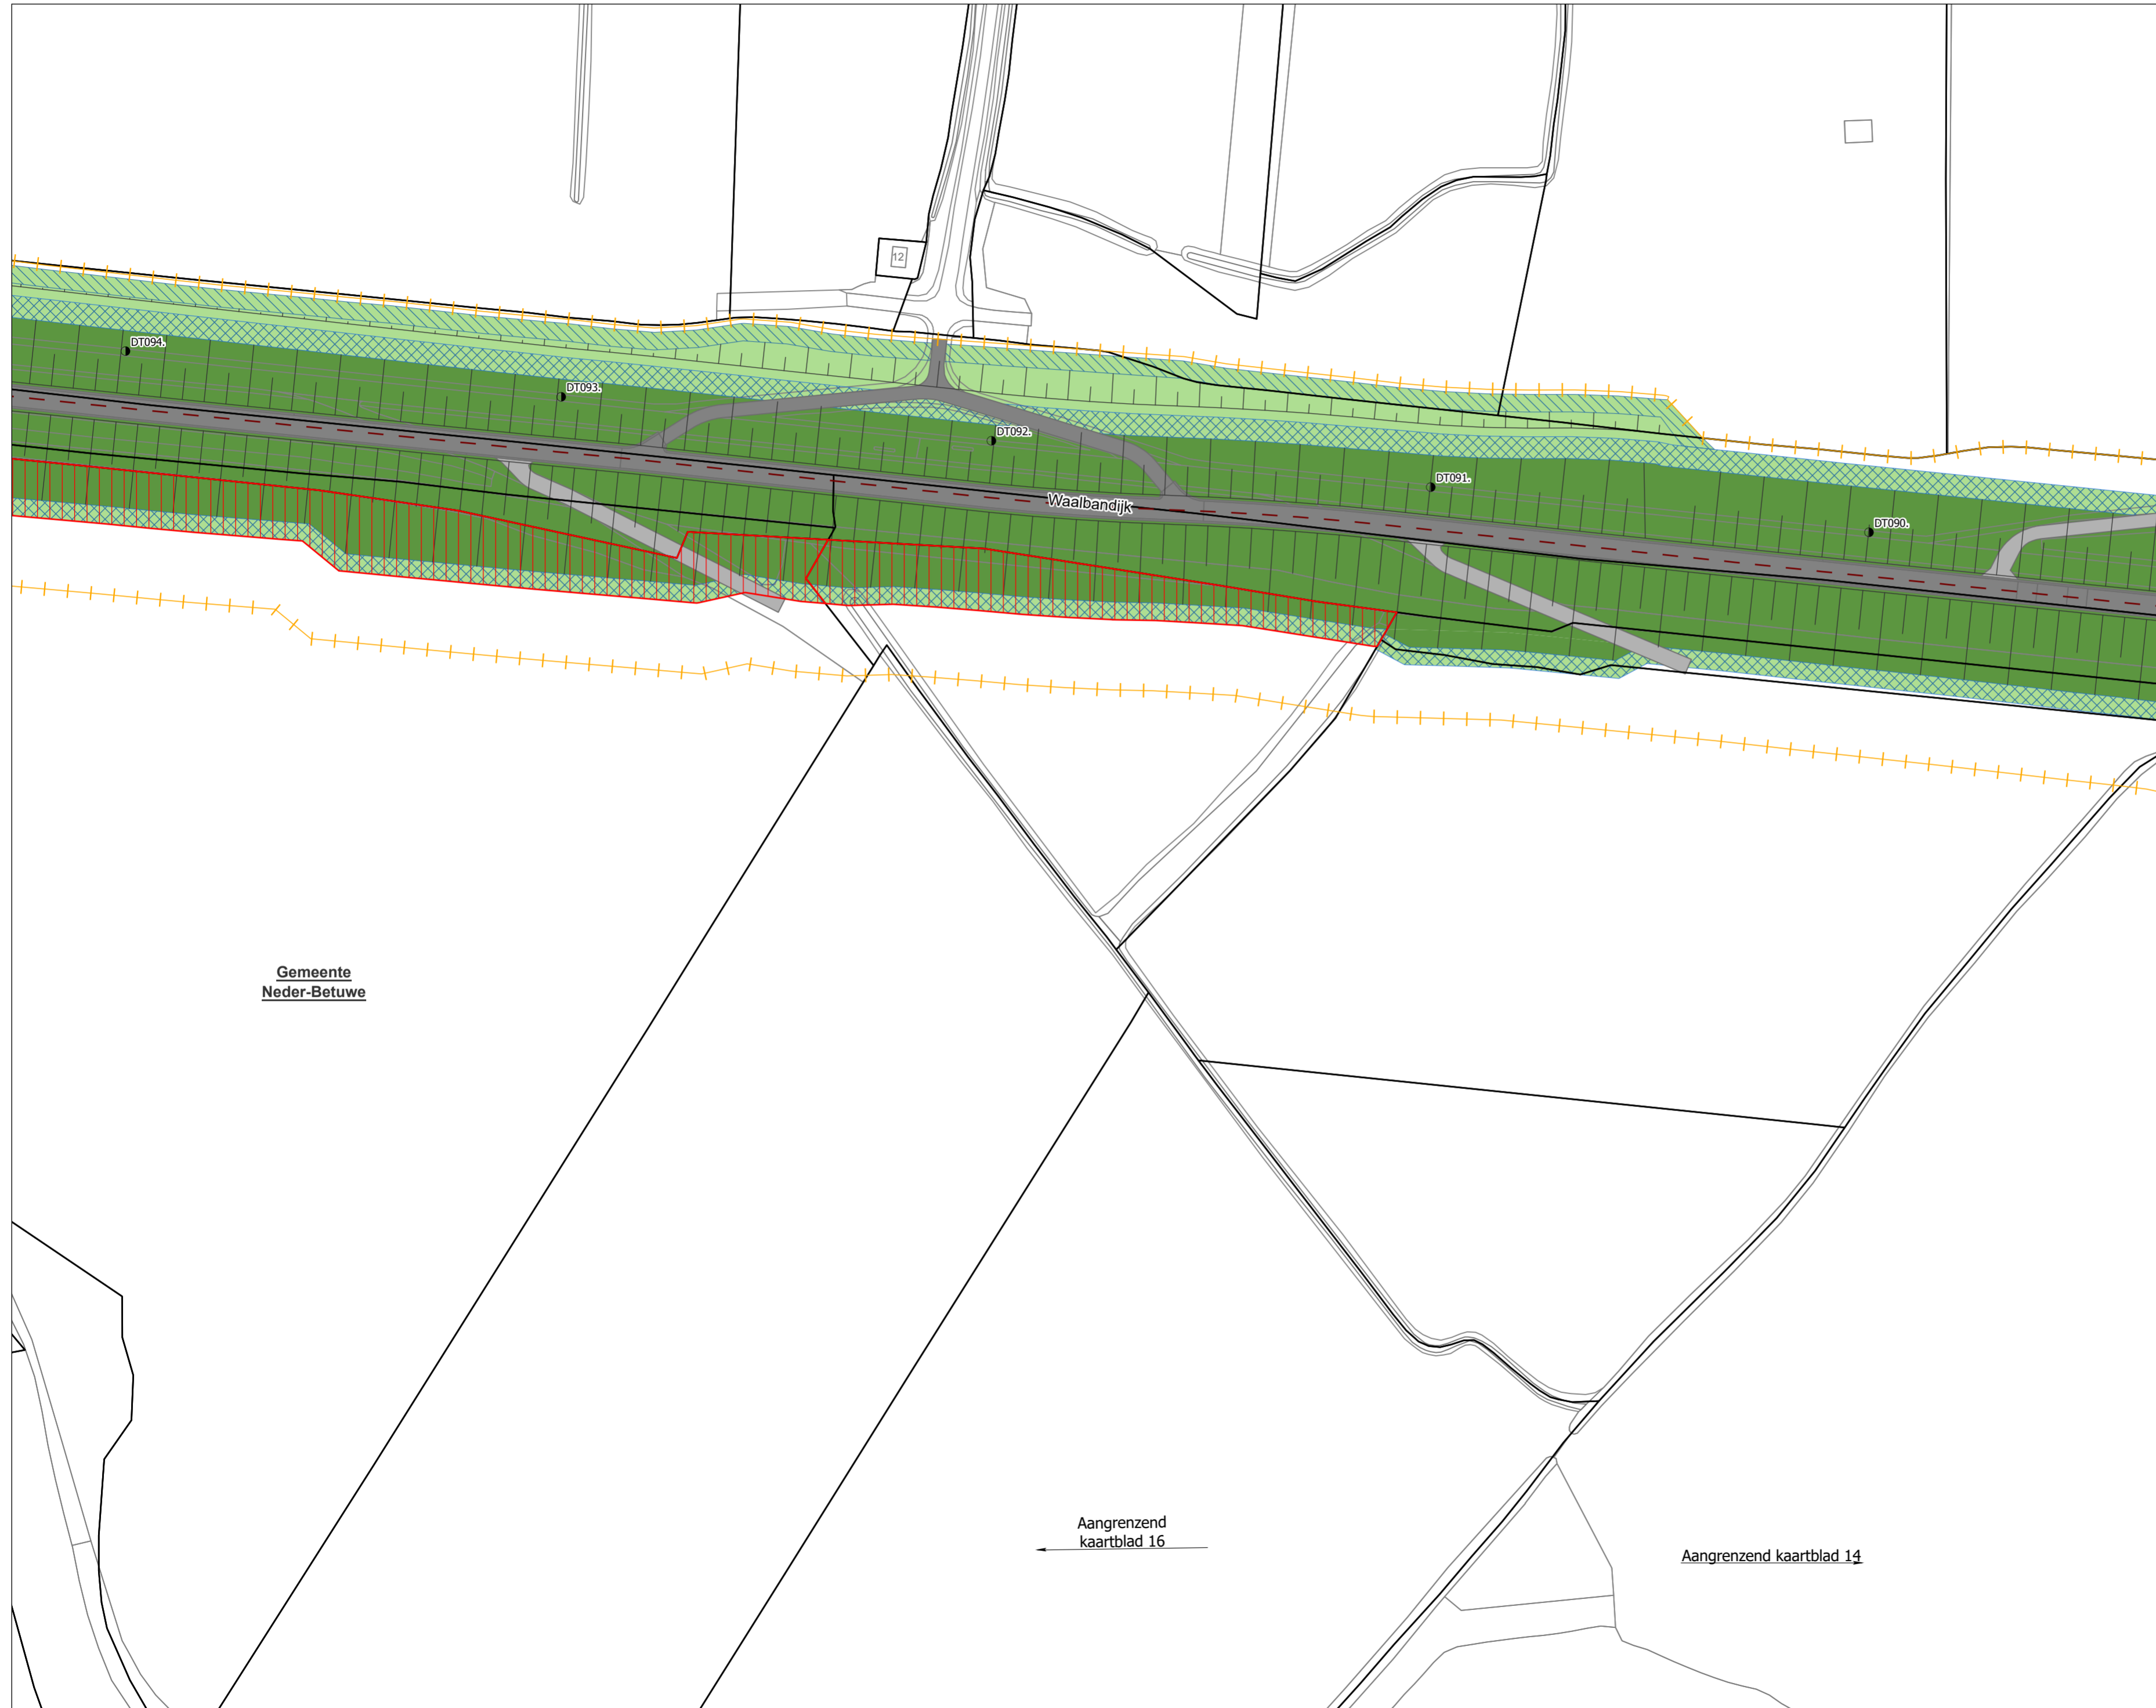 12
DT094.
DT093.
DT092.
DT091.
DT090.
Waalbandijk
Gemeente
Neder-Betuwe
Aangrenzend
kaartblad 16
Aangrenzend kaartblad 14